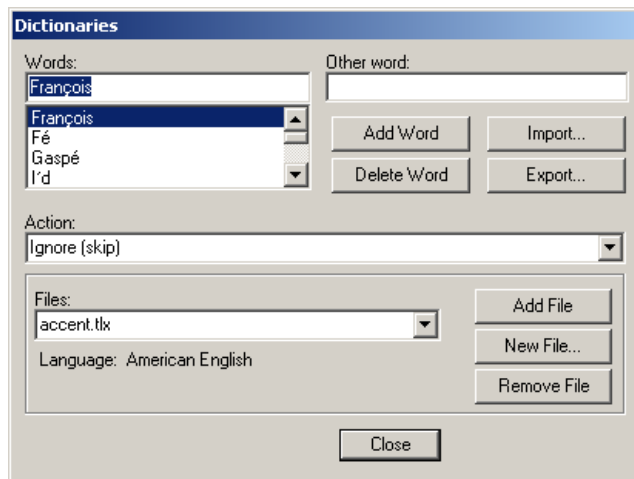 Dictionaries
Words:
Other word:
François
François
Fé
Gaspé
I´d
Add Word
Import...
Delete Word
Export...
Action:
Ignore (skip)
Files:
accent.tlx
Language: American English
Add File
New File...
Remove File
Close